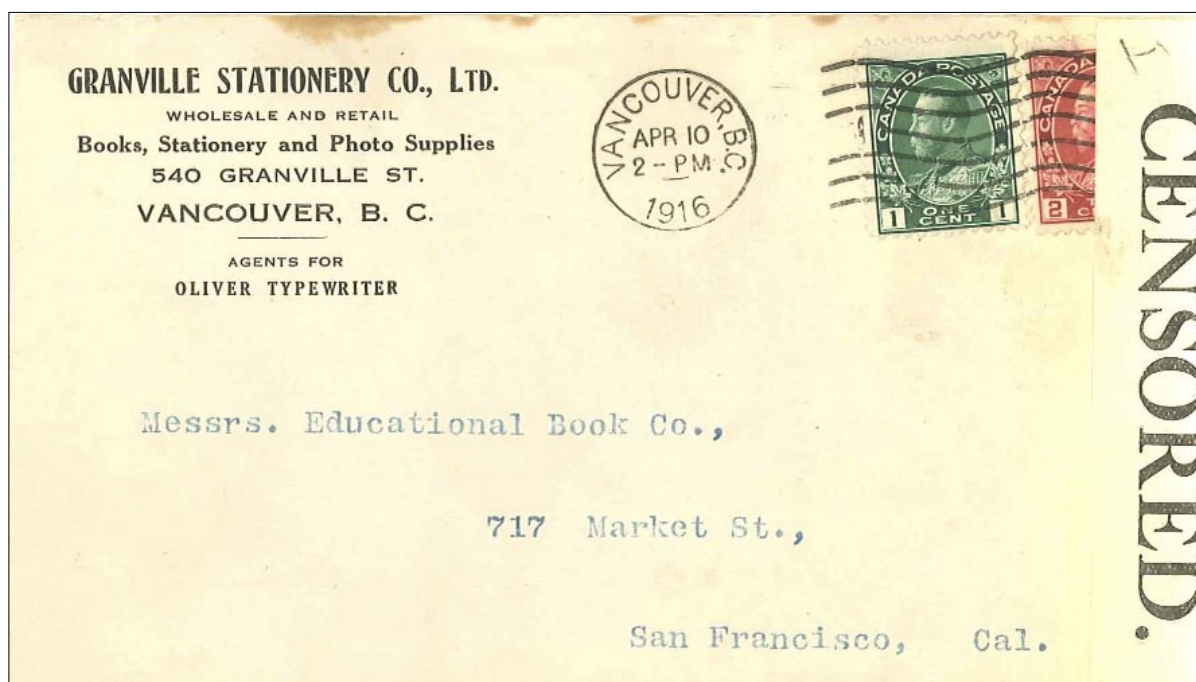 GRANVILLE STATIONERY CO., LTD.
WHOLESALE AND RETAIL
Books, Stationery and Photo Supplies
540 GRANVILLE ST.
VANCOUVER, B. C.
AGENTS FOR
OLIVER TYPEWRITER
VANCOUVER, B.C.
APR 10
2 - PM
1916
CANADA POSTAGE
1 ONE CENT 1
CANADA
2
Messrs. Educational Book Co.,
717 Market St.,
San Francisco, Cal.
CENSORED.